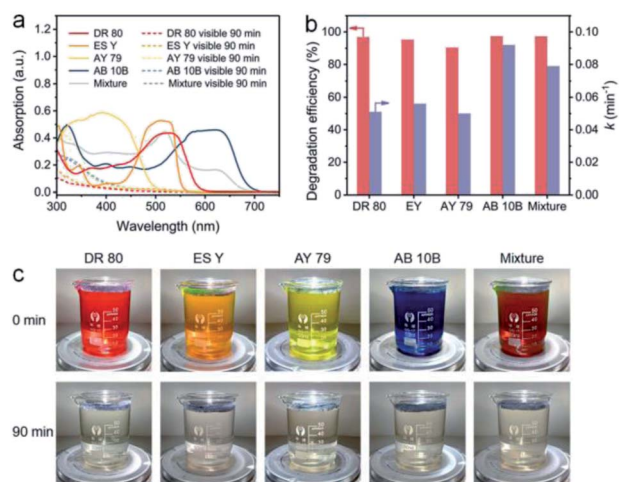 a
Absorption (a.u.)
1.2
1.0
0.8
0.6
0.4
0.2
0.0
DR 80
ES Y
AY 79
AB 10B
Mixture
DR 80 visible 90 min
ES Y visible 90 min
AY 79 visible 90 min
AB 10B visible 90 min
Mixture visible 90 min
300 400 500 600 700
Wavelength (nm)
b
Degradation efficiency (%)
100
80
60
40
20
0
0.10
0.08
0.06
0.04
0.02
0.00
k (min⁻¹)
DR 80 EY AY 79 AB 10B Mixture
c
DR 80 ES Y AY 79 AB 10B Mixture
0 min
90 min